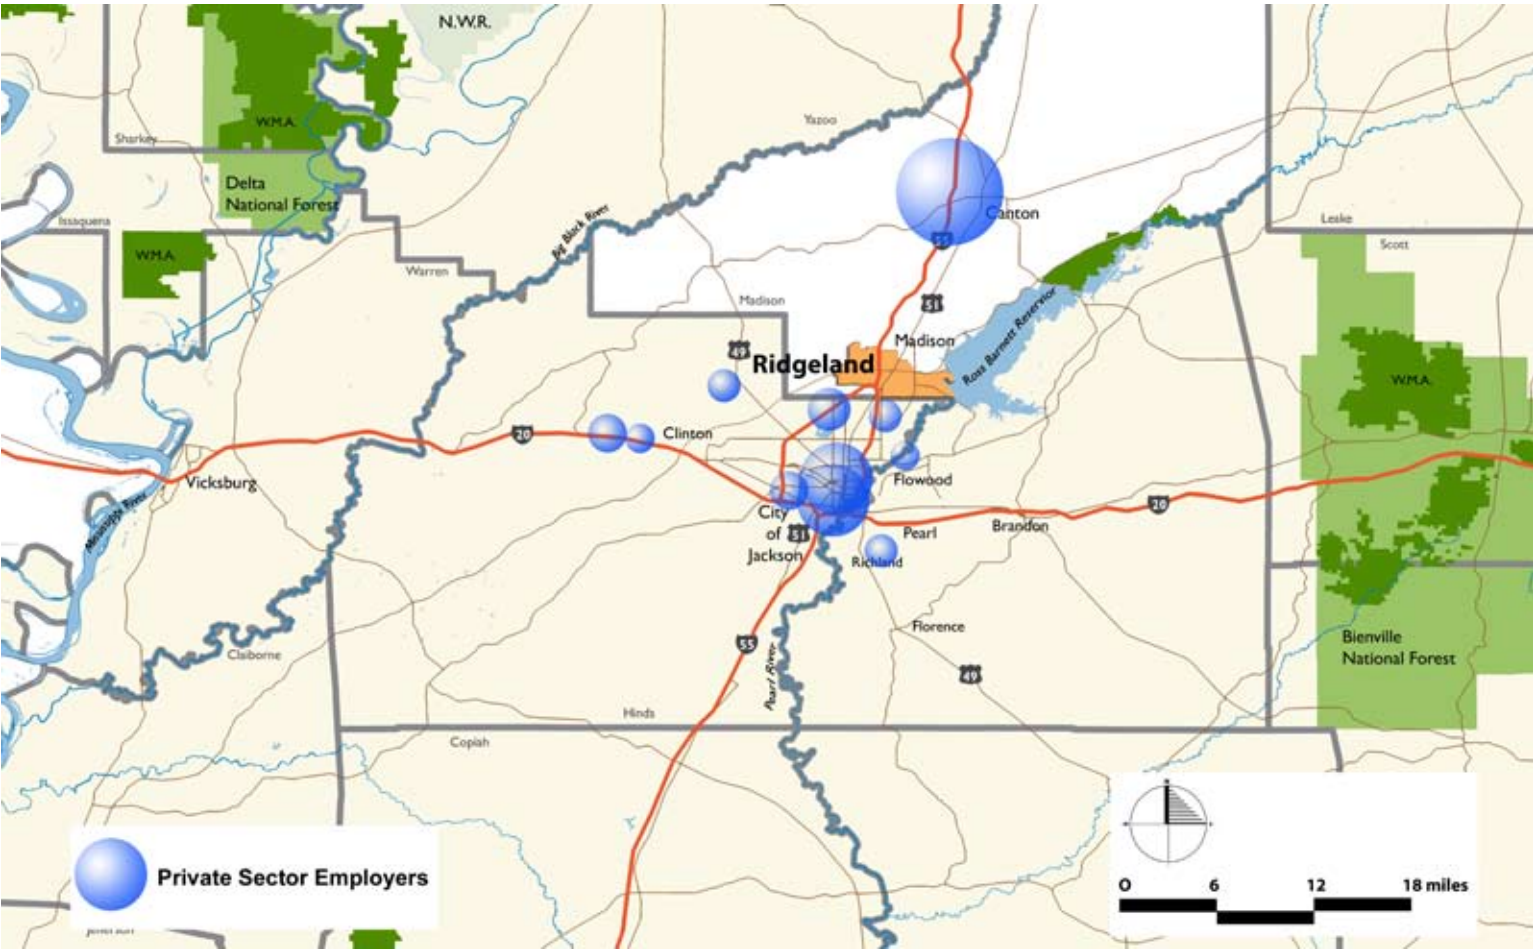 N.W.R.
W.M.A.
Yazoo
Sharkey
Delta
National Forest
Issaquena
Canton
Big Black River
Leake
55
Scott
W.M.A.
Warren
Madison
51
Ross Barnett Reservior
Madison
49
Ridgeland
W.M.A.
20
Clinton
Vicksburg
Flowood
Mississippi River
20
City
of
Jackson
51
Pearl
Brandon
Richland
Florence
Bienville
National Forest
55
Claiborne
Pearl River
49
Hinds
Copiah
Private Sector Employers
0 6 12 18 miles
Jefferson